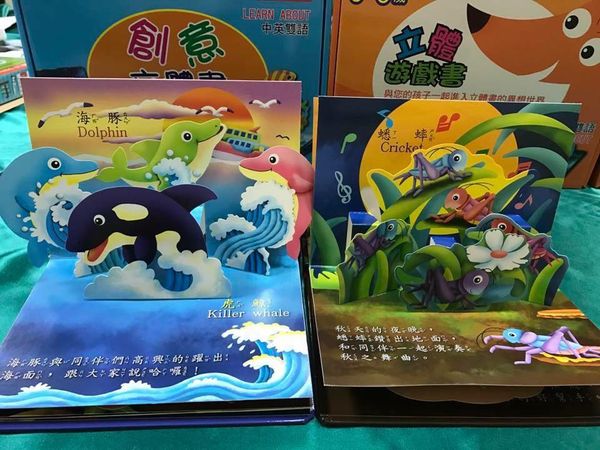 LEARN ABOUT
中英雙語
創意
立體
遊戲書
與您的孩子一起進入立體書的異想世界
海豚
Dolphin
虎鯨
Killer whale
海豚與同伴們高興的躍出
海面，跟大家說哈囉！
蟋蟀
Cricket
秋天的夜晚，
蟋蟀鑽出地面，
和同伴一起演奏
秋之舞曲。